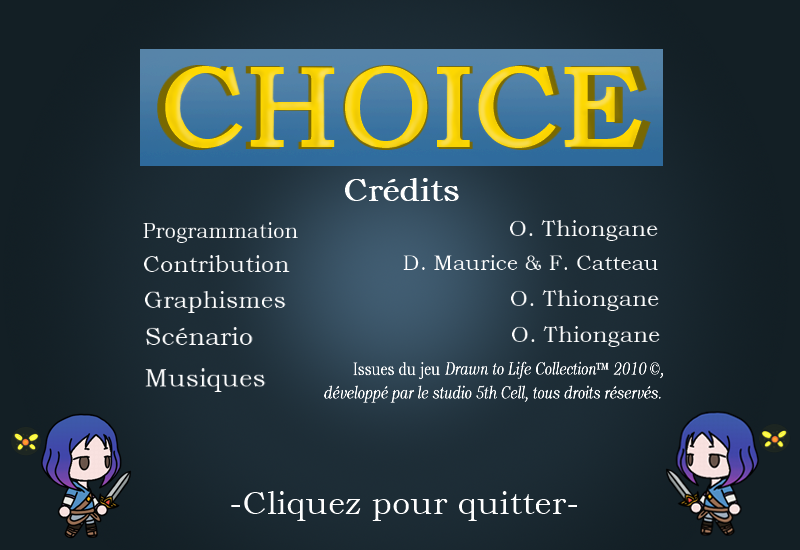 CHOICE
Crédits
Programmation O. Thiongane
Contribution D. Maurice & F. Catteau
Graphismes O. Thiongane
Scénario O. Thiongane
Musiques Issues du jeu Drawn to Life Collection™ 2010 ©,
développé par le studio 5th Cell, tous droits réservés.
-Cliquez pour quitter-